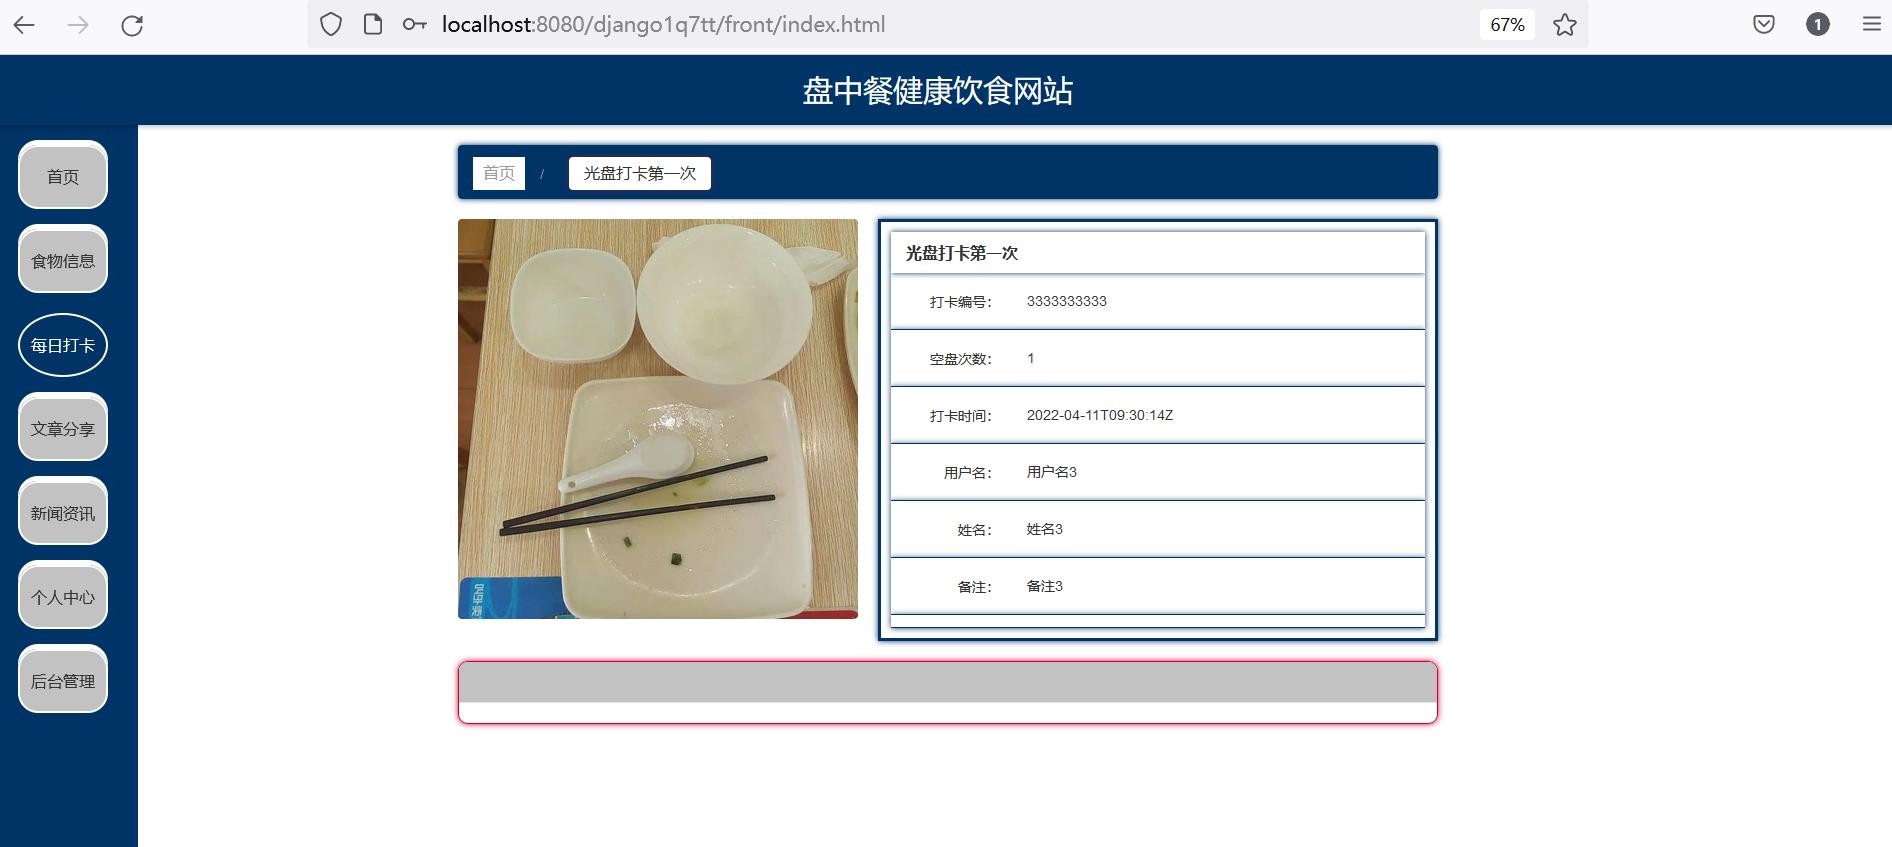 localhost:8080/django1q7tt/front/index.html
67%
1
盘中餐健康饮食网站
首页
食物信息
每日打卡
文章分享
新闻资讯
个人中心
后台管理
首页 / 光盘打卡第一次
光盘打卡第一次
打卡编号: 3333333333
空盘次数: 1
打卡时间: 2022-04-11T09:30:14Z
用户名: 用户名3
姓名: 姓名3
备注: 备注3